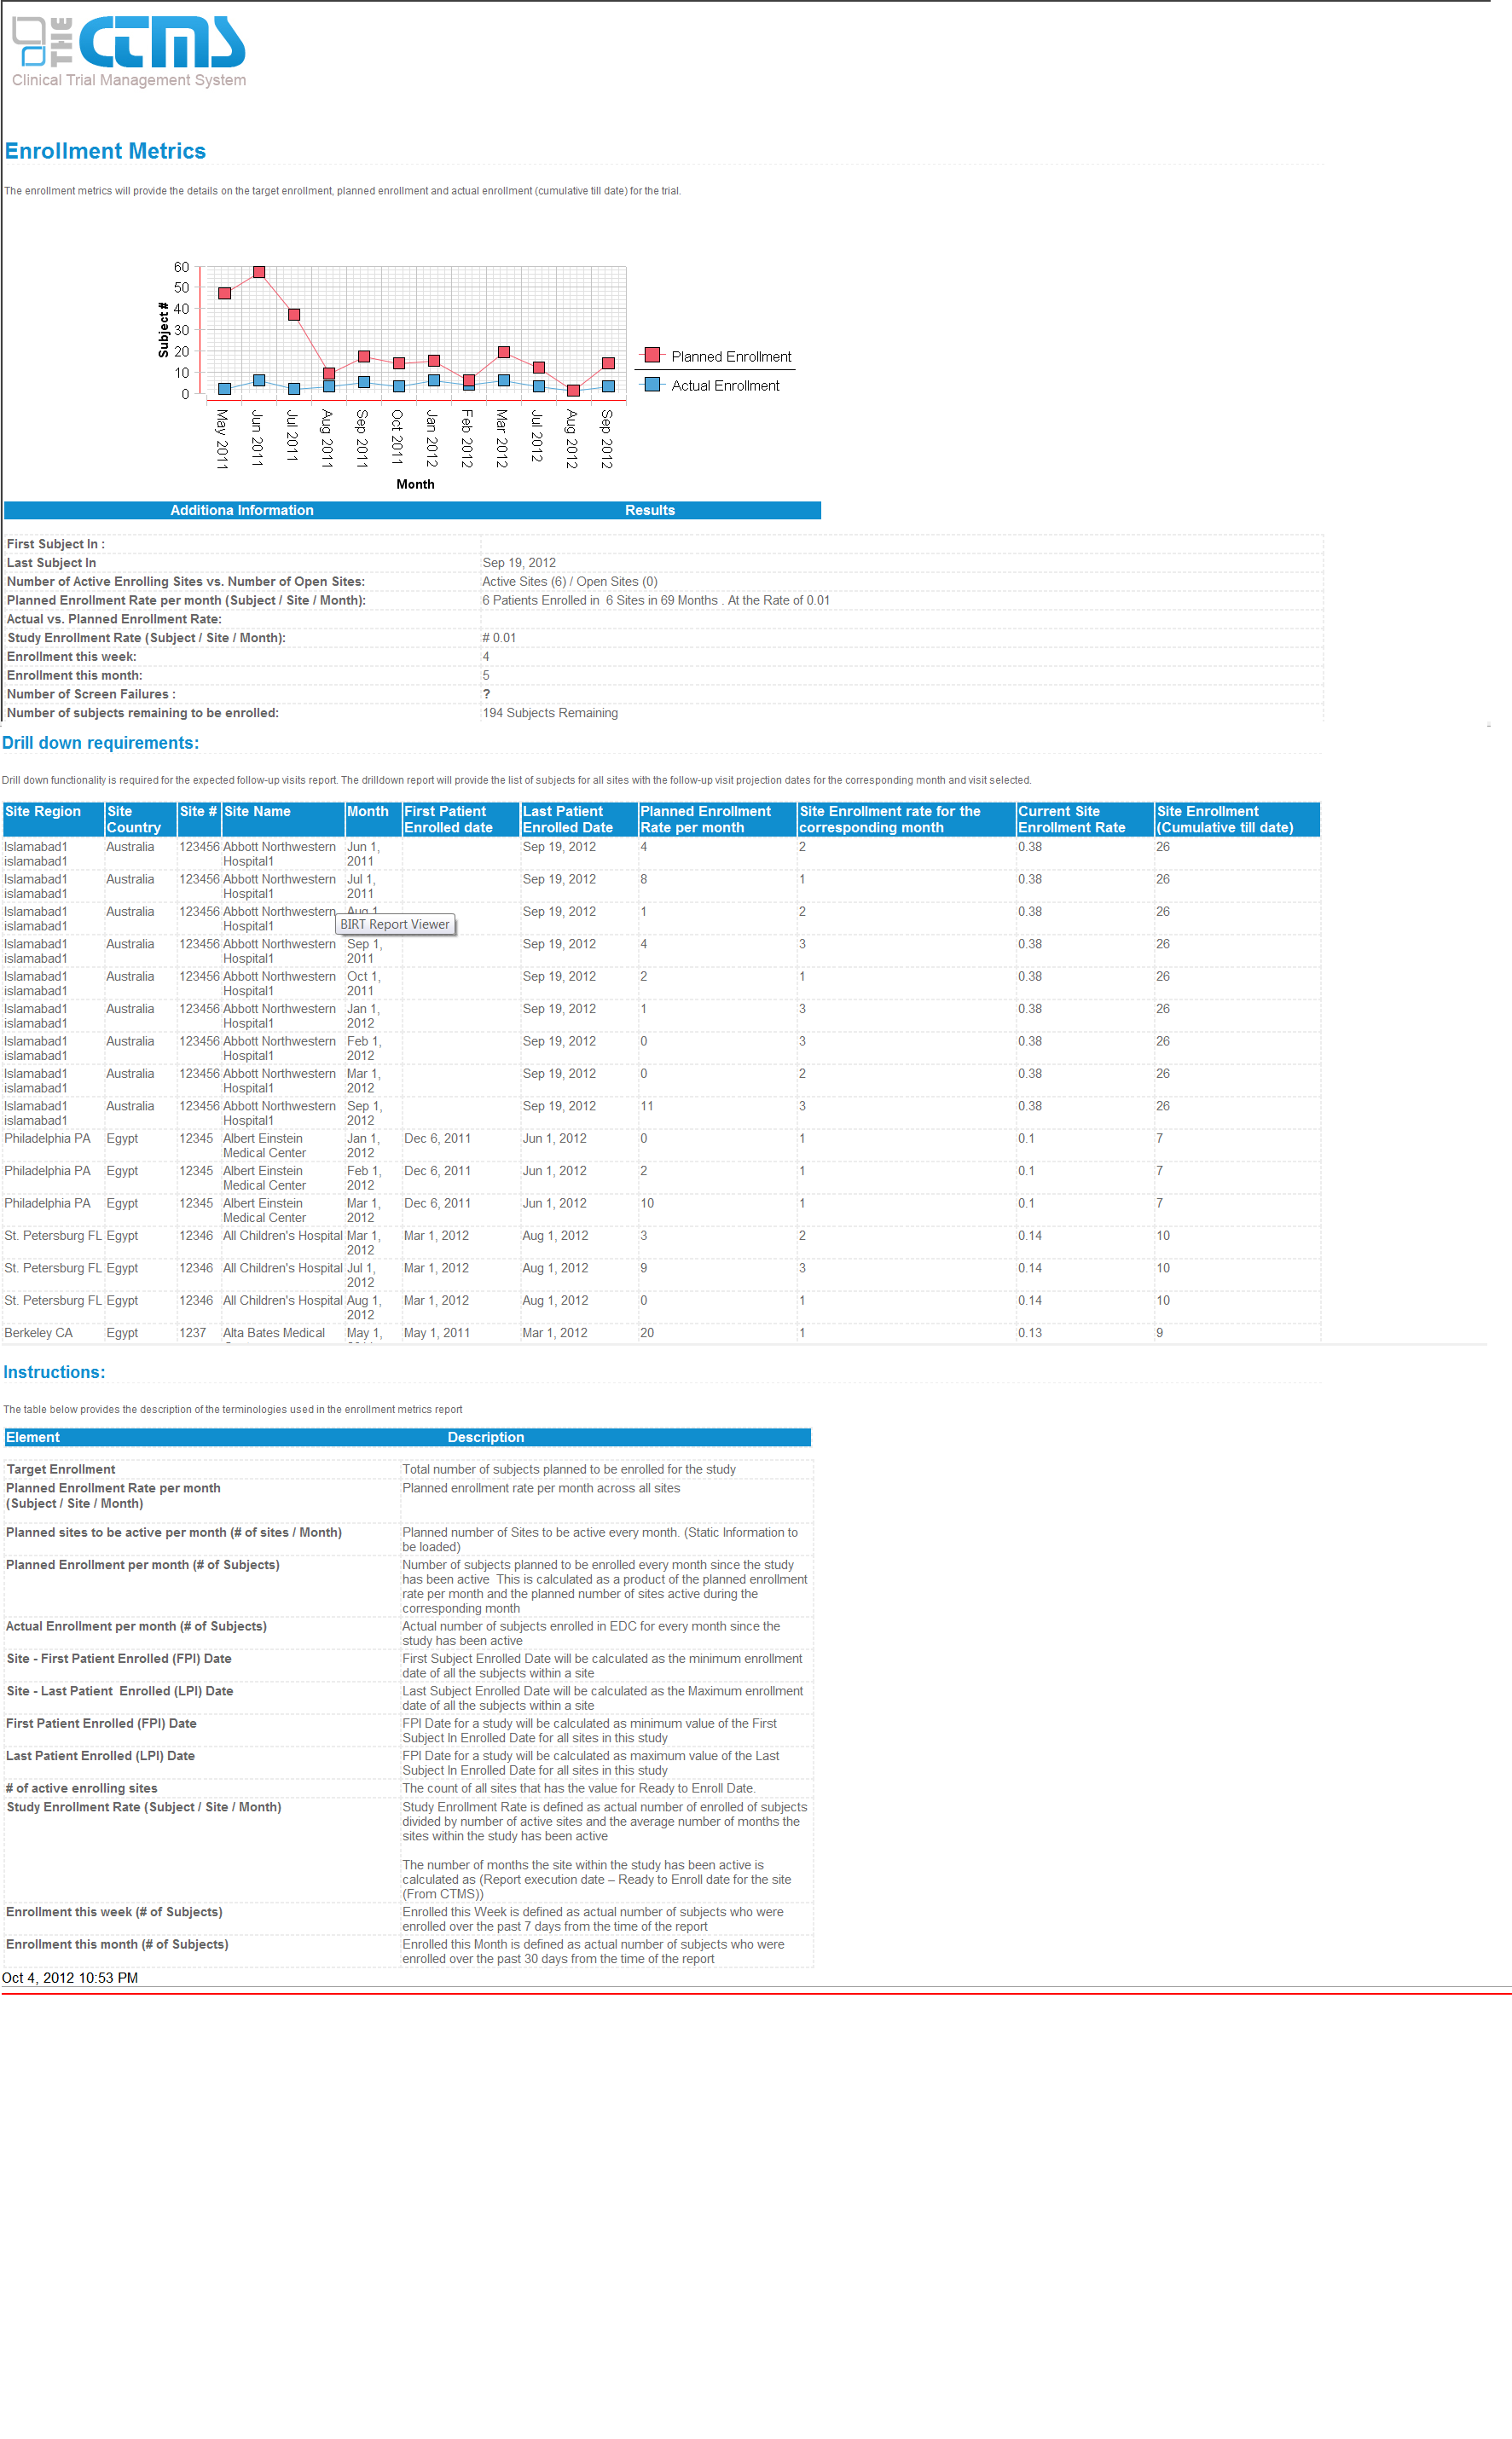 THE CTMS
Clinical Trial Management System
Enrollment Metrics
The enrollment metrics will provide the details on the target enrollment, planned enrollment and actual enrollment (cumulative till date) for the trial.
60
50
40
30
20
10
0
Subject #
Planned Enrollment
Actual Enrollment
May 2011
Jun 2011
Jul 2011
Aug 2011
Sep 2011
Oct 2011
Jan 2012
Feb 2012
Mar 2012
Jul 2012
Aug 2012
Sep 2012
Month
Additiona Information Results
First Subject In :
Last Subject In Sep 19, 2012
Number of Active Enrolling Sites vs. Number of Open Sites: Active Sites (6) / Open Sites (0)
Planned Enrollment Rate per month (Subject / Site / Month): 6 Patients Enrolled in 6 Sites in 69 Months . At the Rate of 0.01
Actual vs. Planned Enrollment Rate:
Study Enrollment Rate (Subject / Site / Month): # 0.01
Enrollment this week: 4
Enrollment this month: 5
Number of Screen Failures : ?
Number of subjects remaining to be enrolled: 194 Subjects Remaining
Drill down requirements:
Drill down functionality is required for the expected follow-up visits report. The drilldown report will provide the list of subjects for all sites with the follow-up visit projection dates for the corresponding month and visit selected.
Site Region Site Site # Site Name Month First Patient Last Patient Planned Enrollment Site Enrollment rate for the Current Site Site Enrollment
Country Enrolled date Enrolled Date Rate per month corresponding month Enrollment Rate (Cumulative till date)
Islamabad1 Australia 123456 Abbott Northwestern Jun 1, Sep 19, 2012 4 2 0.38 26
islamabad1 Hospital1 2011
Islamabad1 Australia 123456 Abbott Northwestern Jul 1, Sep 19, 2012 8 1 0.38 26
islamabad1 Hospital1 2011
Islamabad1 Australia 123456 Abbott Northwestern Aug 1, Sep 19, 2012 1 2 0.38 26
islamabad1 Hospital1 BIRT Report Viewer
Islamabad1 Australia 123456 Abbott Northwestern Sep 1, Sep 19, 2012 4 3 0.38 26
islamabad1 Hospital1 2011
Islamabad1 Australia 123456 Abbott Northwestern Oct 1, Sep 19, 2012 2 1 0.38 26
islamabad1 Hospital1 2011
Islamabad1 Australia 123456 Abbott Northwestern Jan 1, Sep 19, 2012 1 3 0.38 26
islamabad1 Hospital1 2012
Islamabad1 Australia 123456 Abbott Northwestern Feb 1, Sep 19, 2012 0 3 0.38 26
islamabad1 Hospital1 2012
Islamabad1 Australia 123456 Abbott Northwestern Mar 1, Sep 19, 2012 0 2 0.38 26
islamabad1 Hospital1 2012
Islamabad1 Australia 123456 Abbott Northwestern Sep 1, Sep 19, 2012 11 3 0.38 26
islamabad1 Hospital1 2012
Philadelphia PA Egypt 12345 Albert Einstein Jan 1, Dec 6, 2011 Jun 1, 2012 0 1 0.1 7
Medical Center 2012
Philadelphia PA Egypt 12345 Albert Einstein Feb 1, Dec 6, 2011 Jun 1, 2012 2 1 0.1 7
Medical Center 2012
Philadelphia PA Egypt 12345 Albert Einstein Mar 1, Dec 6, 2011 Jun 1, 2012 10 1 0.1 7
Medical Center 2012
St. Petersburg FL Egypt 12346 All Children's Hospital Mar 1, Mar 1, 2012 Aug 1, 2012 3 2 0.14 10
2012
St. Petersburg FL Egypt 12346 All Children's Hospital Jul 1, Mar 1, 2012 Aug 1, 2012 9 3 0.14 10
2012
St. Petersburg FL Egypt 12346 All Children's Hospital Aug 1, Mar 1, 2012 Aug 1, 2012 0 1 0.14 10
2012
Berkeley CA Egypt 1237 Alta Bates Medical May 1, May 1, 2011 Mar 1, 2012 20 1 0.13 9
Instructions:
The table below provides the description of the terminologies used in the enrollment metrics report
Element Description
Target Enrollment Total number of subjects planned to be enrolled for the study
Planned Enrollment Rate per month Planned enrollment rate per month across all sites
(Subject / Site / Month)
Planned sites to be active per month (# of sites / Month) Planned number of Sites to be active every month. (Static Information to
be loaded)
Planned Enrollment per month (# of Subjects) Number of subjects planned to be enrolled every month since the study
has been active This is calculated as a product of the planned enrollment
rate per month and the planned number of sites active during the
corresponding month
Actual Enrollment per month (# of Subjects) Actual number of subjects enrolled in EDC for every month since the
study has been active
Site - First Patient Enrolled (FPI) Date First Subject Enrolled Date will be calculated as the minimum enrollment
date of all the subjects within a site
Site - Last Patient Enrolled (LPI) Date Last Subject Enrolled Date will be calculated as the Maximum enrollment
date of all the subjects within a site
First Patient Enrolled (FPI) Date FPI Date for a study will be calculated as minimum value of the First
Subject In Enrolled Date for all sites in this study
Last Patient Enrolled (LPI) Date FPI Date for a study will be calculated as maximum value of the Last
Subject In Enrolled Date for all sites in this study
# of active enrolling sites The count of all sites that has the value for Ready to Enroll Date.
Study Enrollment Rate (Subject / Site / Month) Study Enrollment Rate is defined as actual number of enrolled of subjects
divided by number of active sites and the average number of months the
sites within the study has been active
The number of months the site within the study has been active is
calculated as (Report execution date – Ready to Enroll date for the site
(From CTMS))
Enrollment this week (# of Subjects) Enrolled this Week is defined as actual number of subjects who were
enrolled over the past 7 days from the time of the report
Enrollment this month (# of Subjects) Enrolled this Month is defined as actual number of subjects who were
enrolled over the past 30 days from the time of the report
Oct 4, 2012 10:53 PM